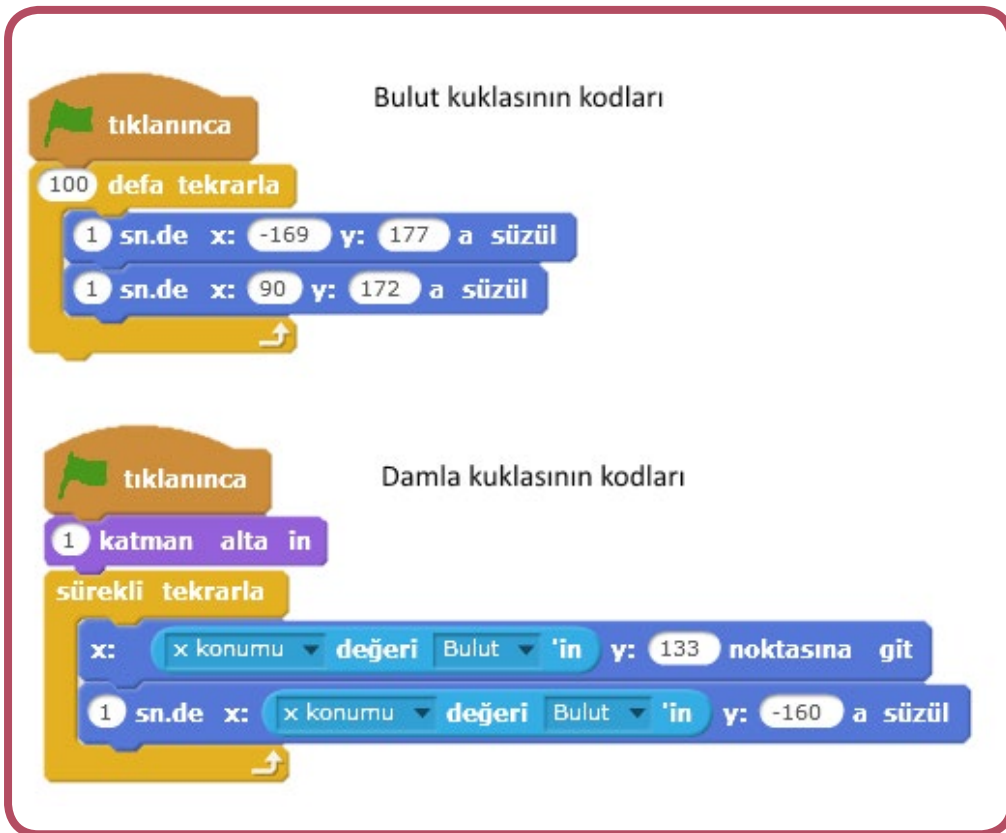 Bulut kuklasının kodları
tıklanınca
100 defa tekrarla
1 sn.de x: -169 y: 177 a süzül
1 sn.de x: 90 y: 172 a süzül
Damla kuklasının kodları
tıklanınca
1 katman alta in
sürekli tekrarla
x: x konumu değeri Bulut 'in y: 133 noktasına git
1 sn.de x: x konumu değeri Bulut 'in y: -160 a süzül